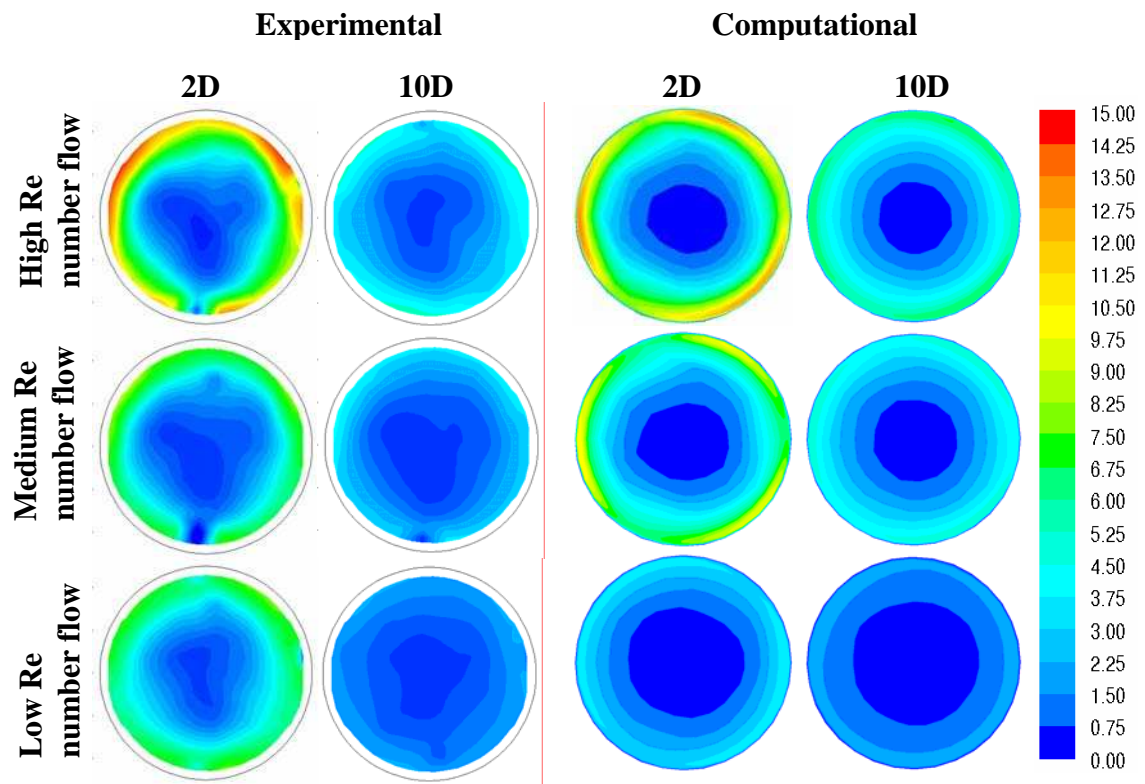 Experimental Computational
2D 10D 2D 10D
High Re
number flow
Medium Re
number flow
Low Re
number flow
15.00
14.25
13.50
12.75
12.00
11.25
10.50
9.75
9.00
8.25
7.50
6.75
6.00
5.25
4.50
3.75
3.00
2.25
1.50
0.75
0.00